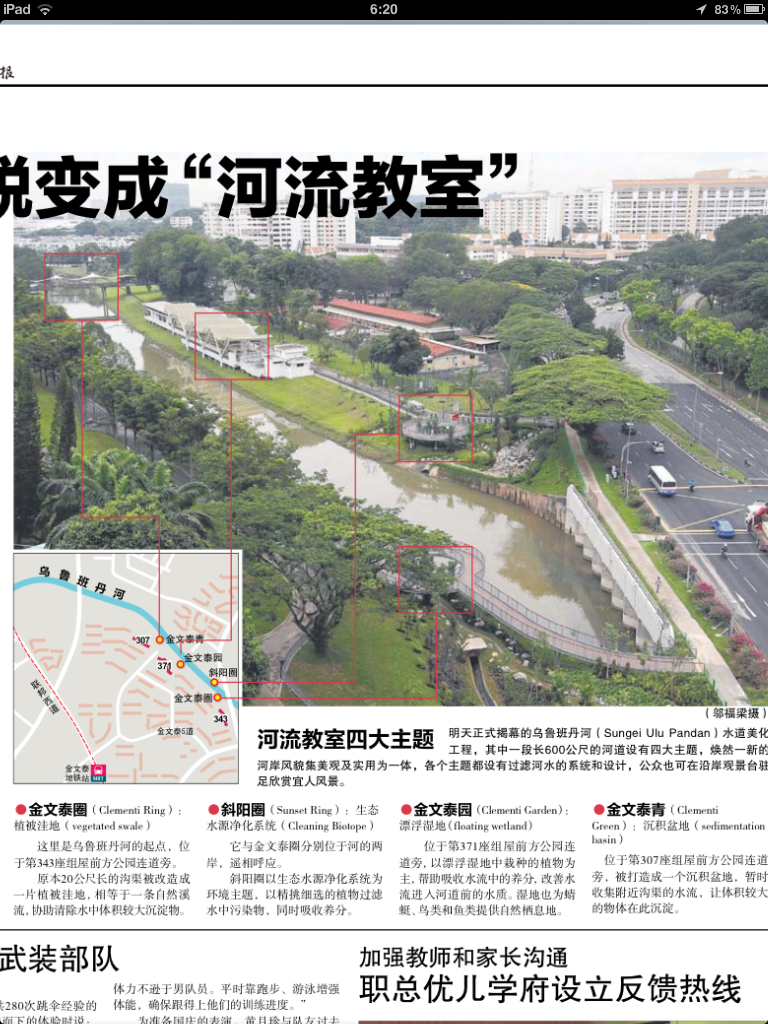 iPad 6:20 83%
报
蜕变成“河流教室”
乌鲁班丹河
307 金文泰青
371 金文泰园
斜阳圈
金文泰圈
343
联邦西道
金文泰5道
金文泰
地铁站 MRT
（邬福梁摄）
河流教室四大主题
明天正式揭幕的乌鲁班丹河（Sungei Ulu Pandan）水道美化
工程，其中一段长600公尺的河道设有四大主题，焕然一新的
河岸风貌集美观及实用为一体，各个主题都设有过滤河水的系统和设计，公众也可在沿岸观景台驻
足欣赏宜人风景。
●金文泰圈（Clementi Ring）：
植被洼地（vegetated swale）
这里是乌鲁班丹河的起点，位
于第343座组屋前方公园连道旁。
原本20公尺长的沟渠被改造成
一片植被洼地，相等于一条自然溪
流，协助清除水中体积较大沉淀物。
●斜阳圈（Sunset Ring）：生态
水源净化系统（Cleaning Biotope）
它与金文泰圈分别位于河的两
岸，遥相呼应。
斜阳圈以生态水源净化系统为
环境主题，以精挑细选的植物过滤
水中污染物，同时吸收养分。
●金文泰园（Clementi Garden）：
漂浮湿地（floating wetland）
位于第371座组屋前方公园连
道旁，以漂浮湿地中栽种的植物为
主，帮助吸收水流中的养分，改善水
流进入河道前的水质。湿地也为蜻
蜓、鸟类和鱼类提供自然栖息地。
●金文泰青（Clementi
Green）：沉积盆地（sedimentation
basin）
位于第307座组屋前方公园连道
旁，被打造成一个沉积盆地，暂时
收集附近沟渠的水流，让体积较大
的物体在此沉淀。
武装部队
共280次跳伞经验的
而下的体验时说：
体力不逊于男队员。平时靠跑步、游泳增强
体能，确保跟得上他们的训练进度。”
为准备国庆的表演，黄月珍与队友过去
加强教师和家长沟通
职总优儿学府设立反馈热线